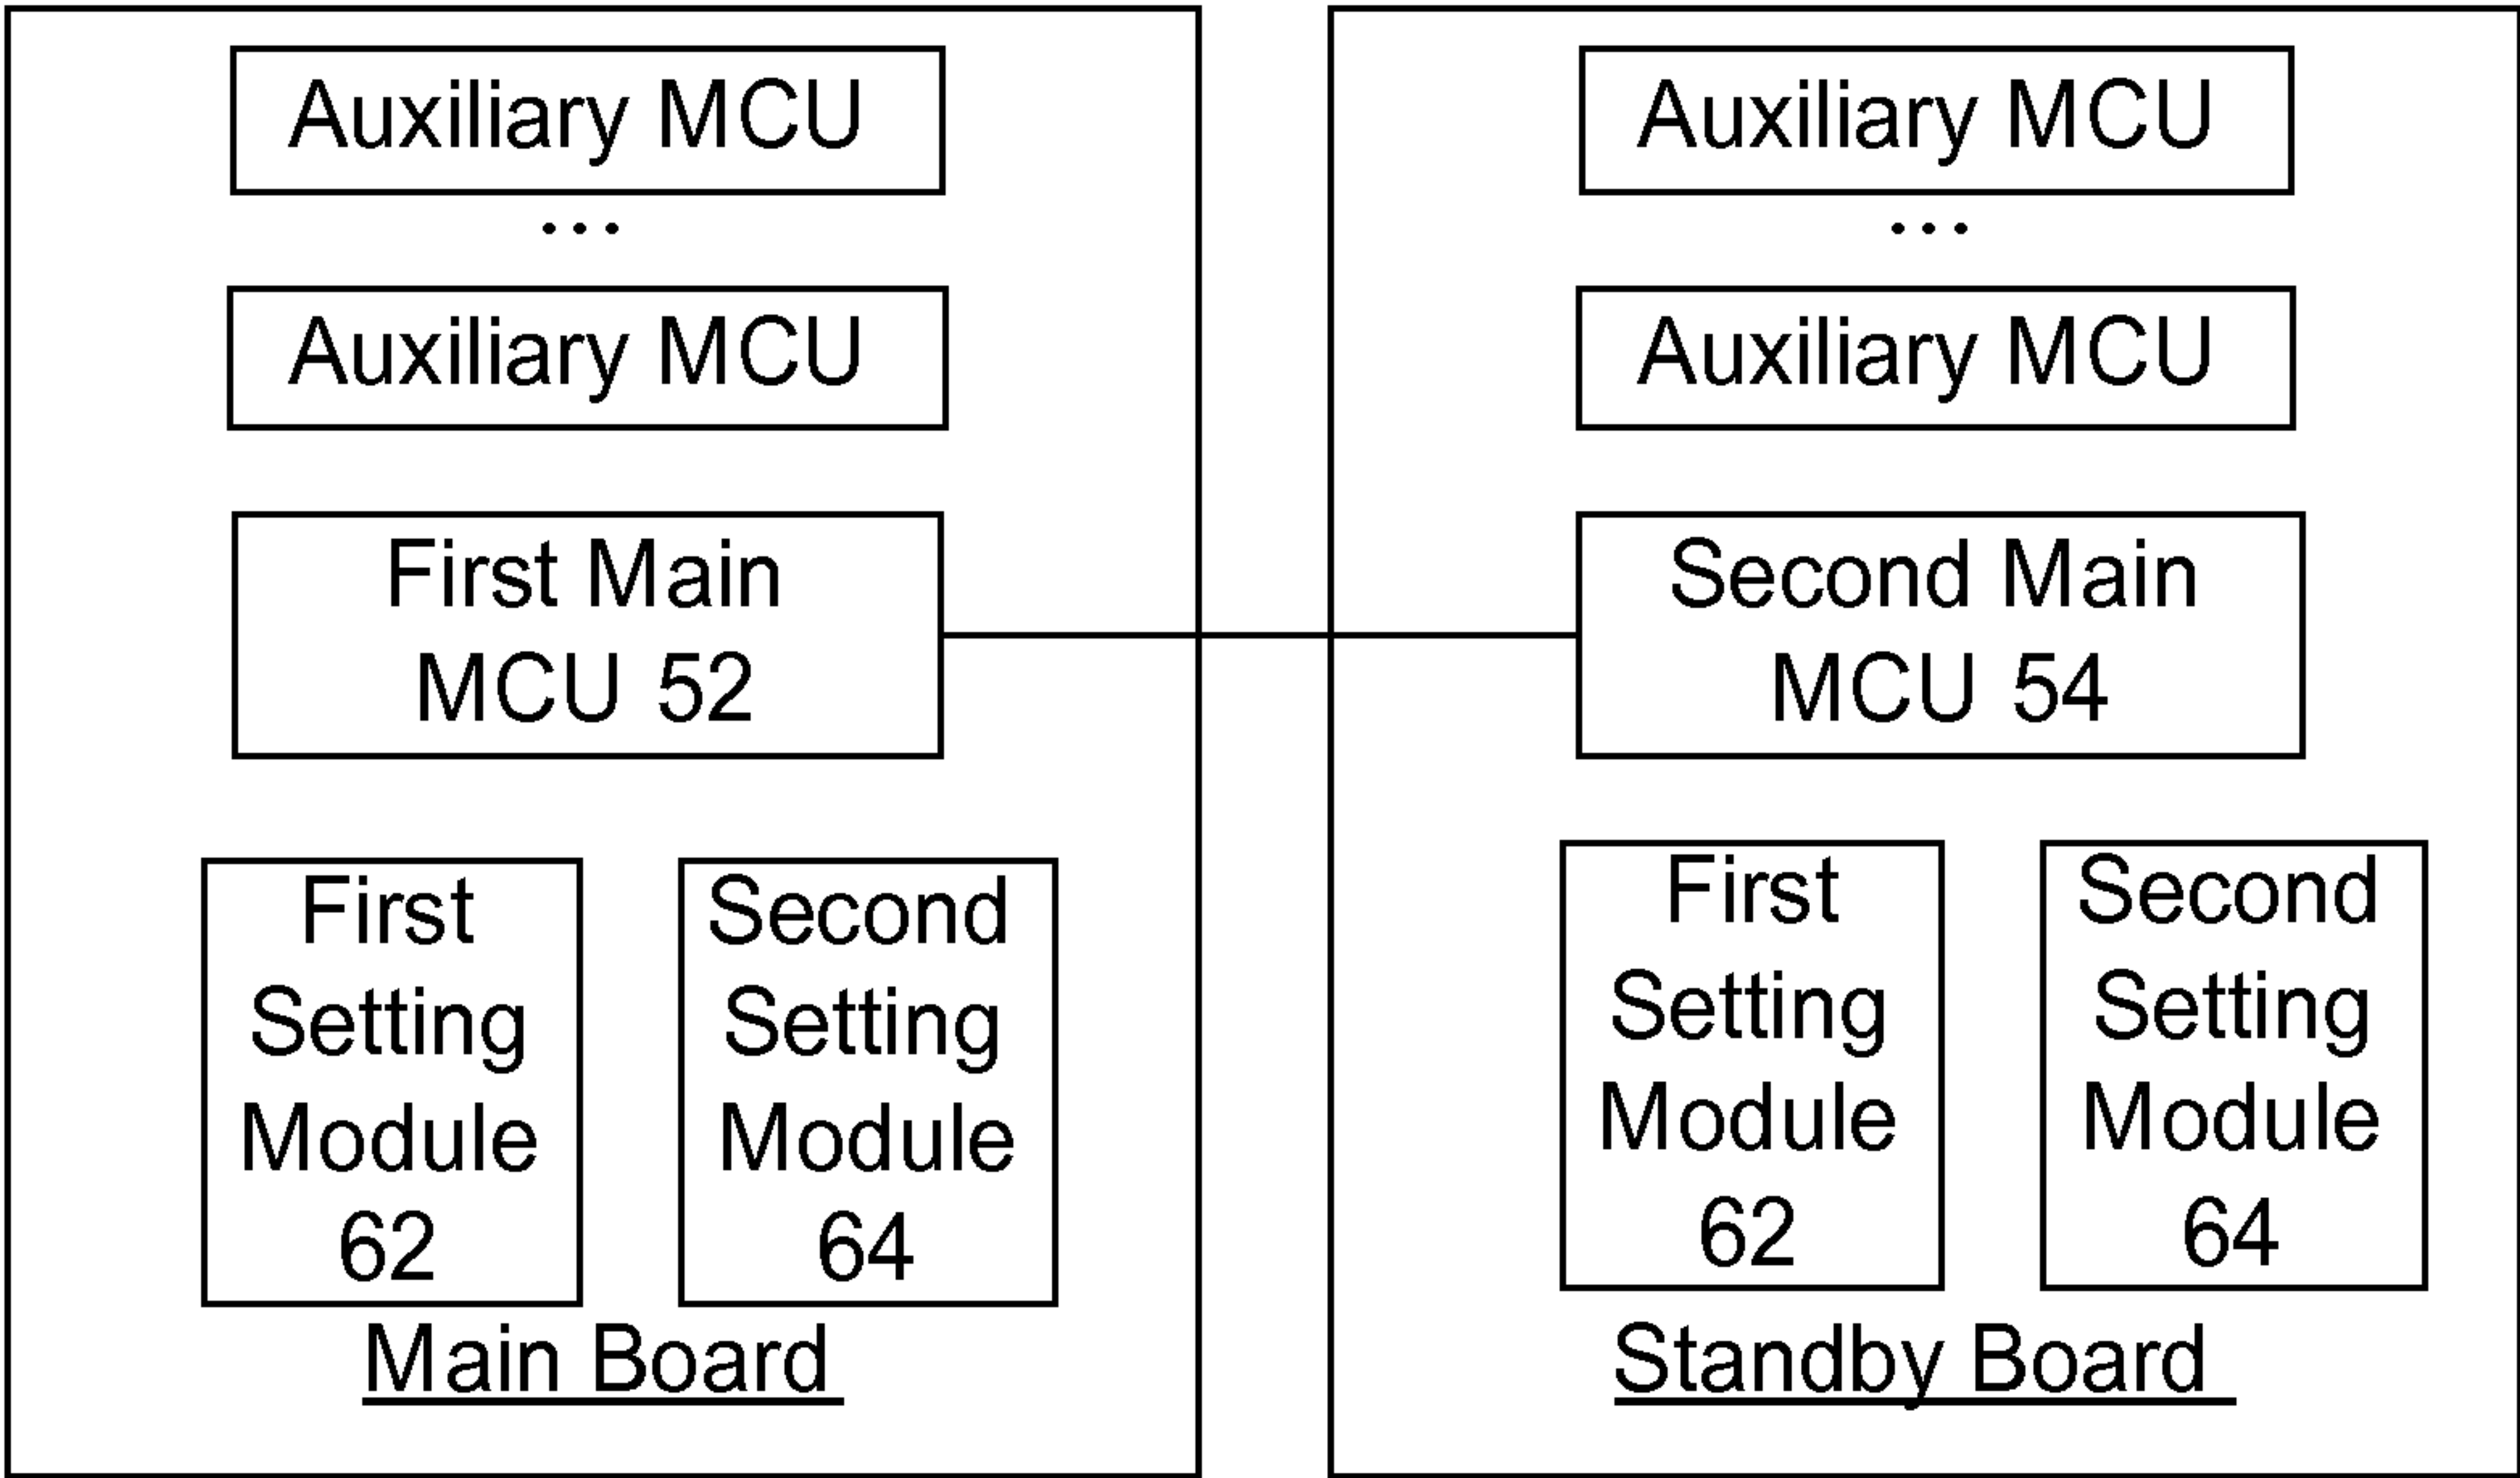 Auxiliary MCU
...
Auxiliary MCU
First Main
MCU 52
First
Setting
Module
62
Second
Setting
Module
64
Main Board
Auxiliary MCU
...
Auxiliary MCU
Second Main
MCU 54
First
Setting
Module
62
Second
Setting
Module
64
Standby Board